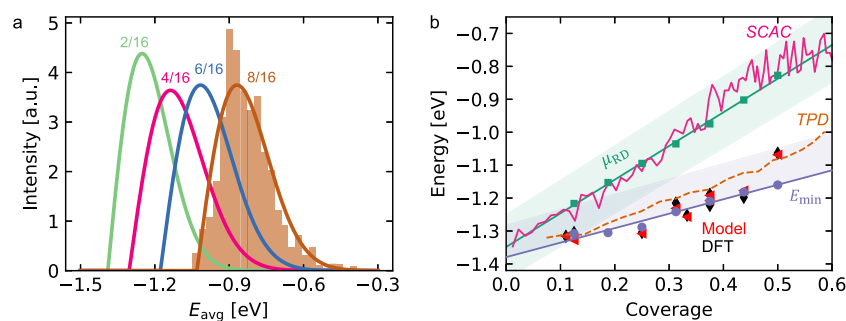 a
5
4
3
2
1
0
Intensity [a.u.]
2/16
4/16
6/16
8/16
−1.5
−1.2
−0.9
−0.6
−0.3
E_avg [eV]
b
−0.7
−0.8
−0.9
−1.0
−1.1
−1.2
−1.3
−1.4
Energy [eV]
SCAC
μ_RD
TPD
E_min
Model
DFT
0.0
0.1
0.2
0.3
0.4
0.5
0.6
Coverage